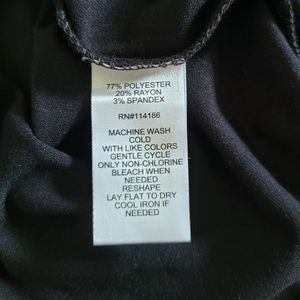 77% POLYESTER
20% RAYON
3% SPANDEX
RN#114186
MACHINE WASH
COLD
WITH LIKE COLORS
GENTLE CYCLE
ONLY NON-CHLORINE
BLEACH WHEN
NEEDED
RESHAPE
LAY FLAT TO DRY
COOL IRON IF
NEEDED